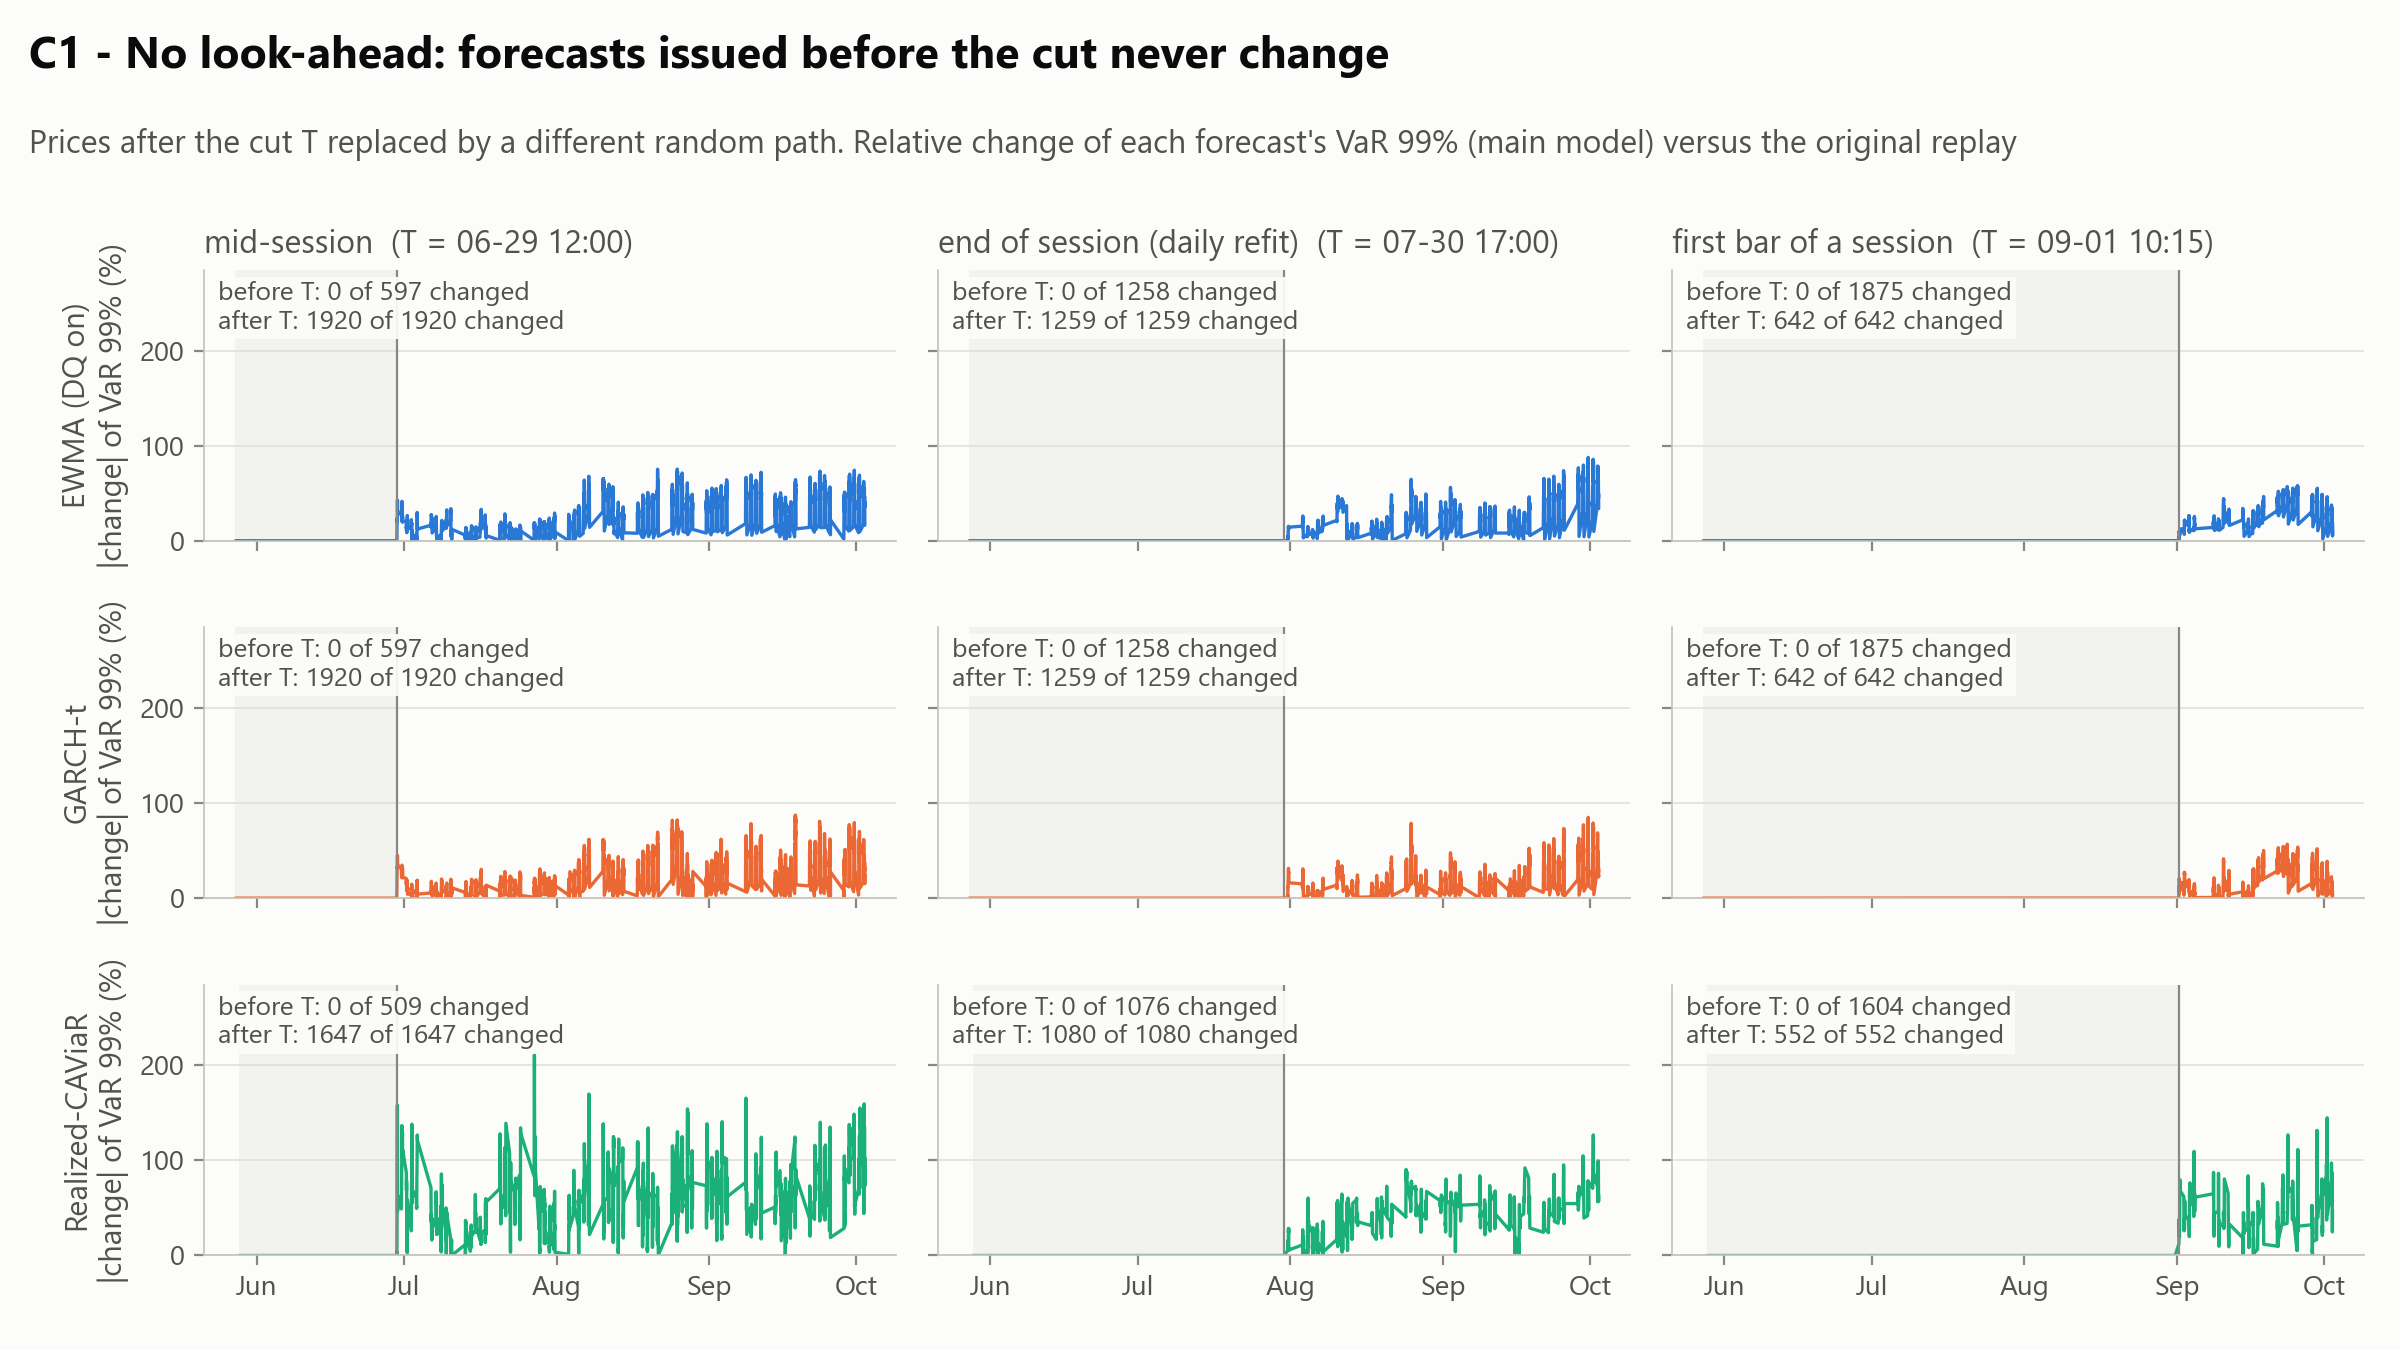 C1 - No look-ahead: forecasts issued before the cut never change
Prices after the cut T replaced by a different random path. Relative change of each forecast's VaR 99% (main model) versus the original replay
mid-session (T = 06-29 12:00)
end of session (daily refit) (T = 07-30 17:00)
first bar of a session (T = 09-01 10:15)
EWMA (DQ on)
|change| of VaR 99% (%)
200
100
0
before T: 0 of 597 changed
after T: 1920 of 1920 changed
before T: 0 of 1258 changed
after T: 1259 of 1259 changed
before T: 0 of 1875 changed
after T: 642 of 642 changed
GARCH-t
|change| of VaR 99% (%)
200
100
0
before T: 0 of 597 changed
after T: 1920 of 1920 changed
before T: 0 of 1258 changed
after T: 1259 of 1259 changed
before T: 0 of 1875 changed
after T: 642 of 642 changed
Realized-CAViaR
|change| of VaR 99% (%)
200
100
0
before T: 0 of 509 changed
after T: 1647 of 1647 changed
before T: 0 of 1076 changed
after T: 1080 of 1080 changed
before T: 0 of 1604 changed
after T: 552 of 552 changed
Jun Jul Aug Sep Oct
Jun Jul Aug Sep Oct
Jun Jul Aug Sep Oct